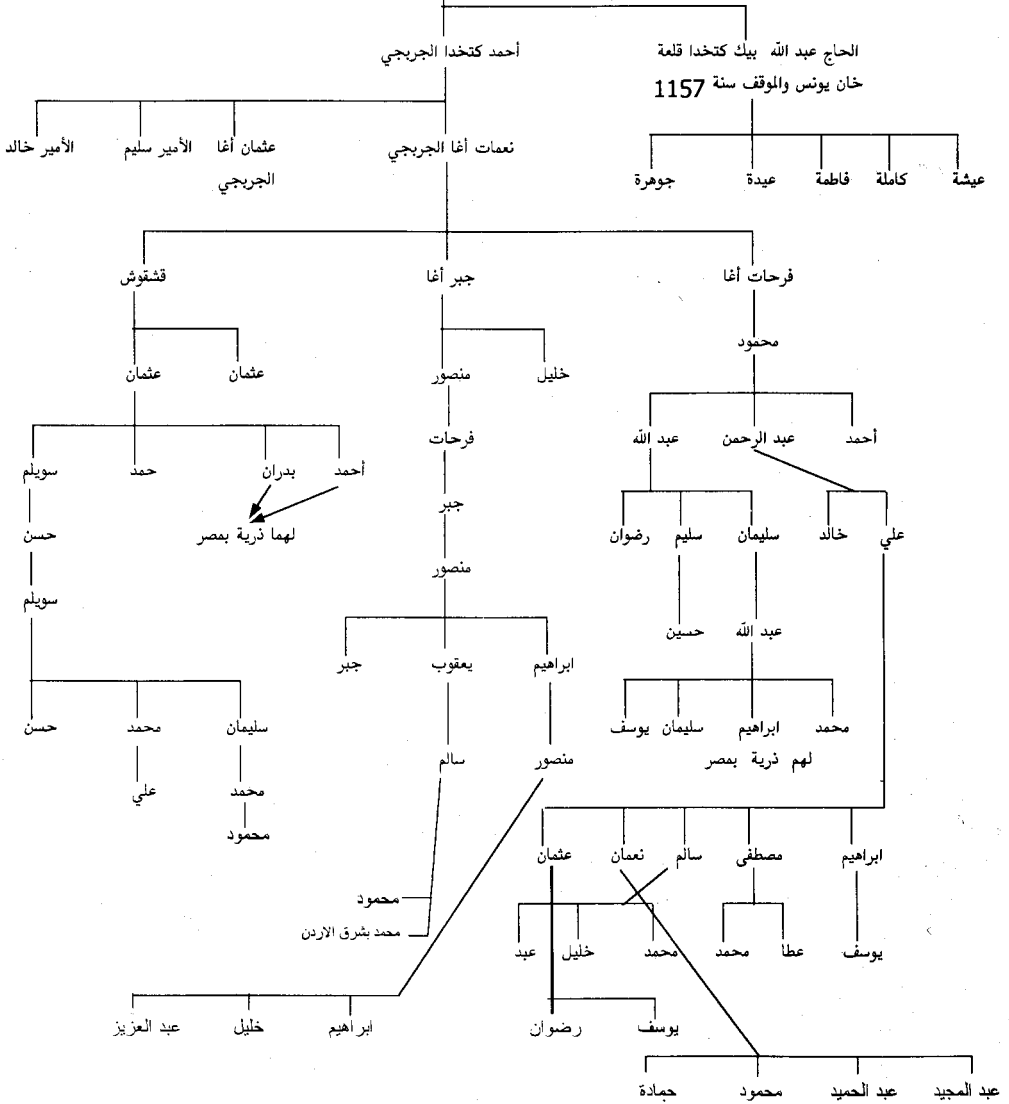 الحاج عبد الله بيك كتخدا قلعة
خان يونس والموقف سنة 1157
أحمد كتخدا الجربجي
عيشة
كاملة
فاطمة
عيدة
جوهرة
نعمات أغا الجربجي
عثمان أغا
الجربجي
الأمير سليم
الأمير خالد
فرحات أغا
جبر أغا
قشقوش
محمود
خليل
منصور
عثمان
عثمان
أحمد
عبد الرحمن
عبد الله
فرحات
أحمد
بدران
حمد
سويلم
علي
خالد
سليمان
سليم
رضوان
جبر
لهما ذرية بمصر
حسن
منصور
سويلم
عبد الله
حسين
ابراهيم
يعقوب
جبر
محمد
ابراهيم
سليمان
يوسف
لهم ذرية بمصر
سليمان
محمد
حسن
منصور
سالم
محمد
علي
محمود
ابراهيم
مصطفى
سالم
نعمان
عثمان
محمود
محمد بشرق الاردن
يوسف
عطا
محمد
محمد
خليل
عبد
يوسف
رضوان
ابراهيم
خليل
عبد العزيز
عبد المجيد
عبد الحميد
محمود
حمادة